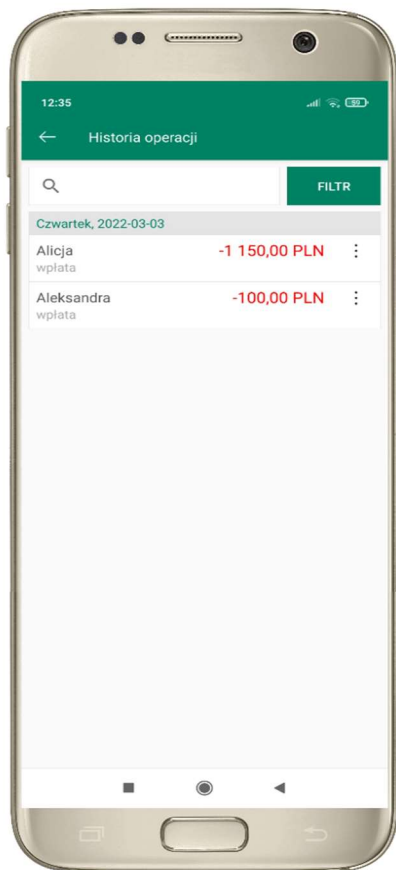 12:35
59
Historia operacji
FILTR
Czwartek, 2022-03-03
Alicja
-1 150,00 PLN
wpłata
Aleksandra
-100,00 PLN
wpłata